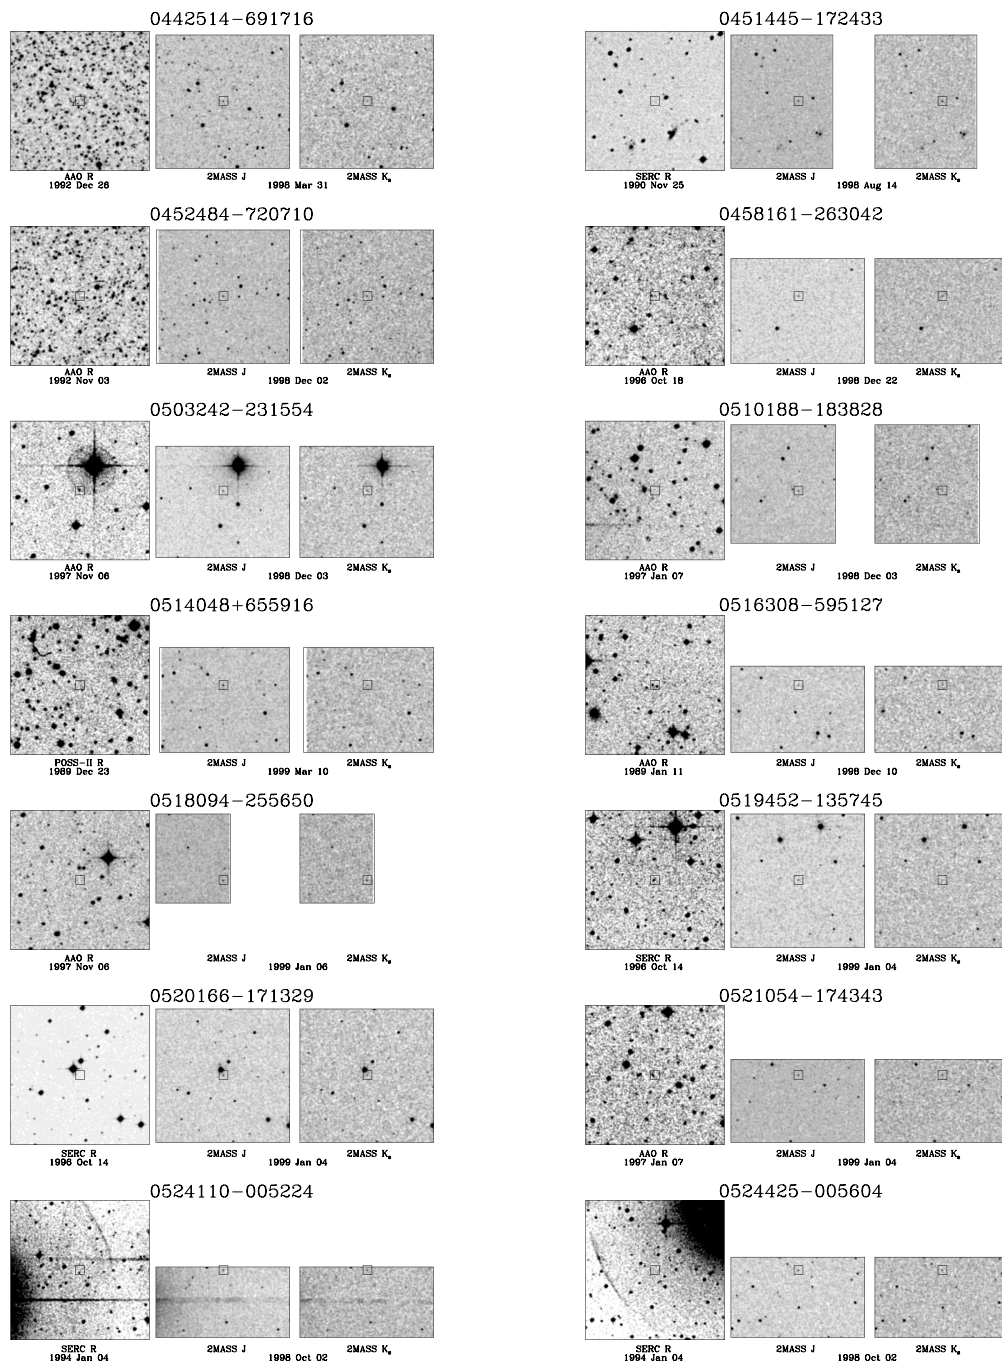 0442514−691716
AAO R
1992 Dec 26
2MASS J
1998 Mar 31
2MASS Ks
0451445−172433
SERC R
1990 Nov 25
2MASS J
1998 Aug 14
2MASS Ks
0452484−720710
AAO R
1992 Nov 03
2MASS J
1998 Dec 02
2MASS Ks
0458161−263042
AAO R
1996 Oct 18
2MASS J
1998 Dec 22
2MASS Ks
0503242−231554
AAO R
1997 Nov 06
2MASS J
1998 Dec 03
2MASS Ks
0510188−183828
AAO R
1997 Jan 07
2MASS J
1998 Dec 03
2MASS Ks
0514048+655916
POSS−II R
1989 Dec 23
2MASS J
1999 Mar 10
2MASS Ks
0516308−595127
AAO R
1989 Jan 11
2MASS J
1998 Dec 10
2MASS Ks
0518094−255650
AAO R
1997 Nov 06
2MASS J
1999 Jan 06
2MASS Ks
0519452−135745
SERC R
1996 Oct 14
2MASS J
1999 Jan 04
2MASS Ks
0520166−171329
SERC R
1996 Oct 14
2MASS J
1999 Jan 04
2MASS Ks
0521054−174343
AAO R
1997 Jan 07
2MASS J
1999 Jan 04
2MASS Ks
0524110−005224
SERC R
1994 Jan 04
2MASS J
1998 Oct 02
2MASS Ks
0524425−005604
SERC R
1994 Jan 04
2MASS J
1998 Oct 02
2MASS Ks